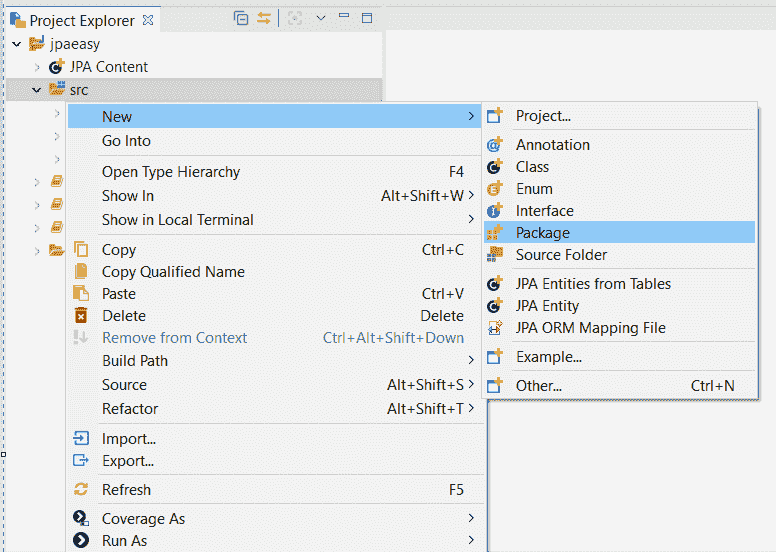 Project Explorer
jpaeasy
JPA Content
src
New
Go Into
Open Type Hierarchy F4
Show In Alt+Shift+W
Show in Local Terminal
Copy Ctrl+C
Copy Qualified Name
Paste Ctrl+V
Delete Delete
Remove from Context Ctrl+Alt+Shift+Down
Build Path
Source Alt+Shift+S
Refactor Alt+Shift+T
Import...
Export...
Refresh F5
Coverage As
Run As
Project...
Annotation
Class
Enum
Interface
Package
Source Folder
JPA Entities from Tables
JPA Entity
JPA ORM Mapping File
Example...
Other... Ctrl+N